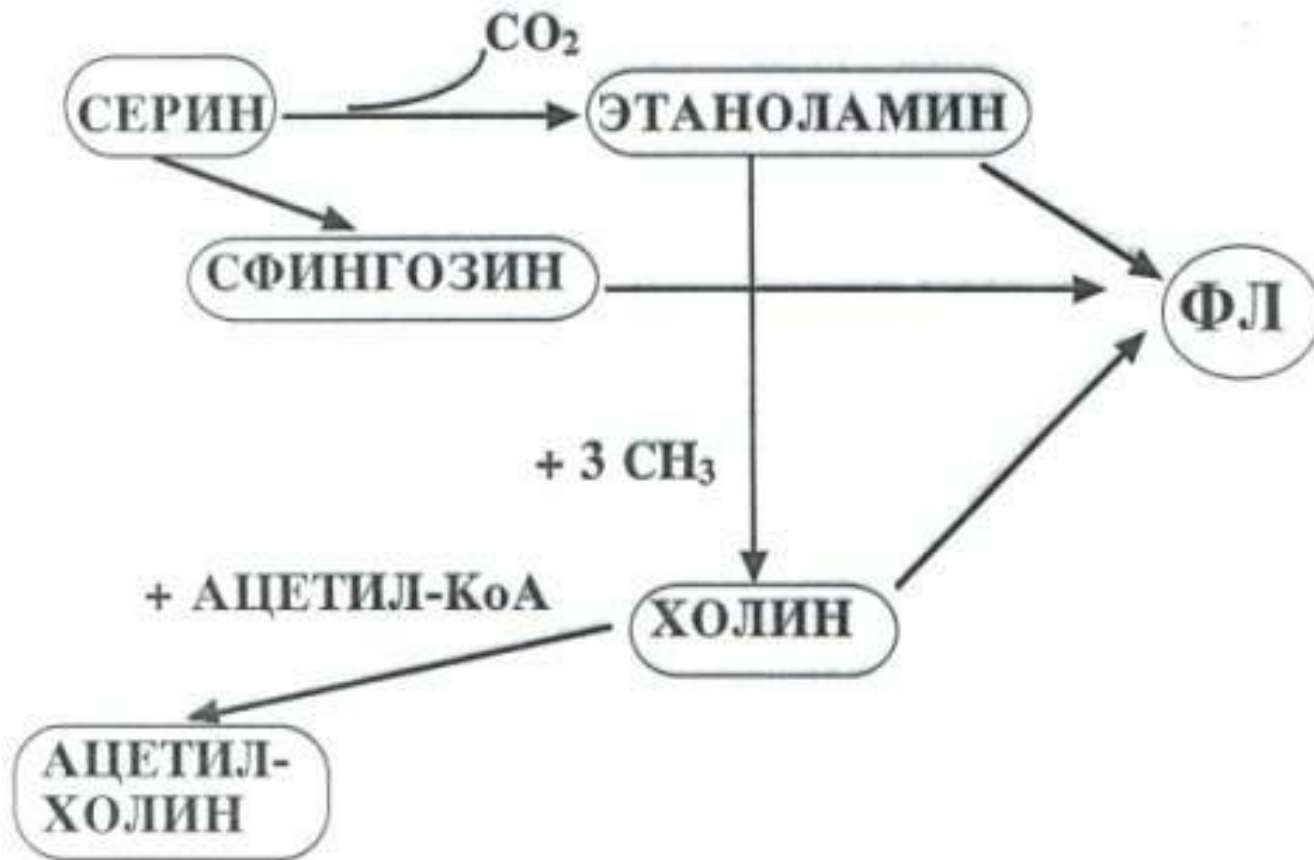 CO₂
СЕРИН
ЭТАНОЛАМИН
СФИНГОЗИН
ФЛ
+ 3 CH₃
+ АЦЕТИЛ-КоА
ХОЛИН
АЦЕТИЛ-
ХОЛИН